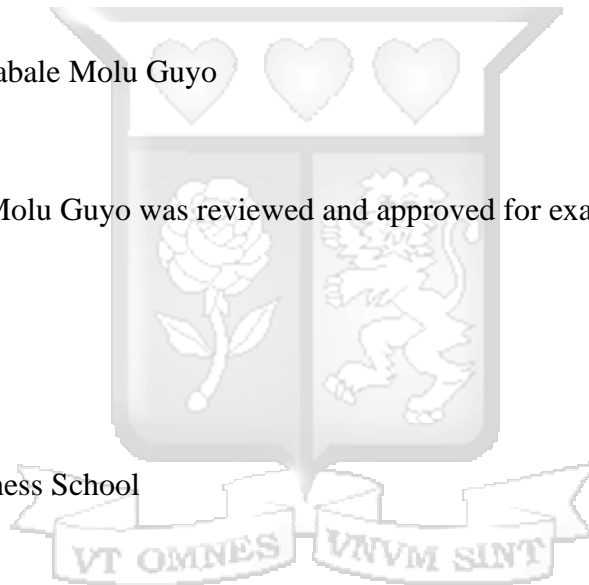 abale Molu Guyo
Molu Guyo was reviewed and approved for exa
ness School
VT OMNES VNVM SINT